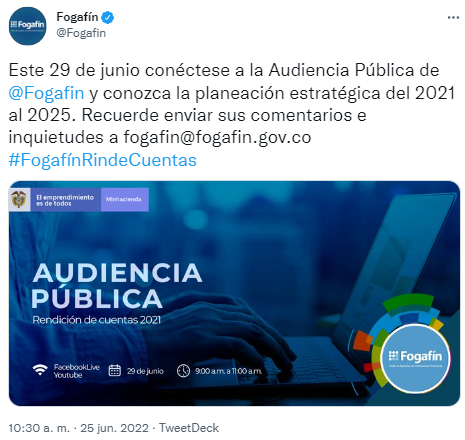 Fogafín
@Fogafin
Este 29 de junio conéctese a la Audiencia Pública de
@Fogafin y conozca la planeación estratégica del 2021
al 2025. Recuerde enviar sus comentarios e
inquietudes a fogafin@fogafin.gov.co
#FogafínRindeCuentas
El emprendimiento
es de todos
Minhacienda
AUDIENCIA
PÚBLICA
Rendición de cuentas 2021
FacebookLive
Youtube
29 de junio
9:00 a.m. a 11:00 a.m.
Fogafín
10:30 a. m. · 25 jun. 2022 · TweetDeck